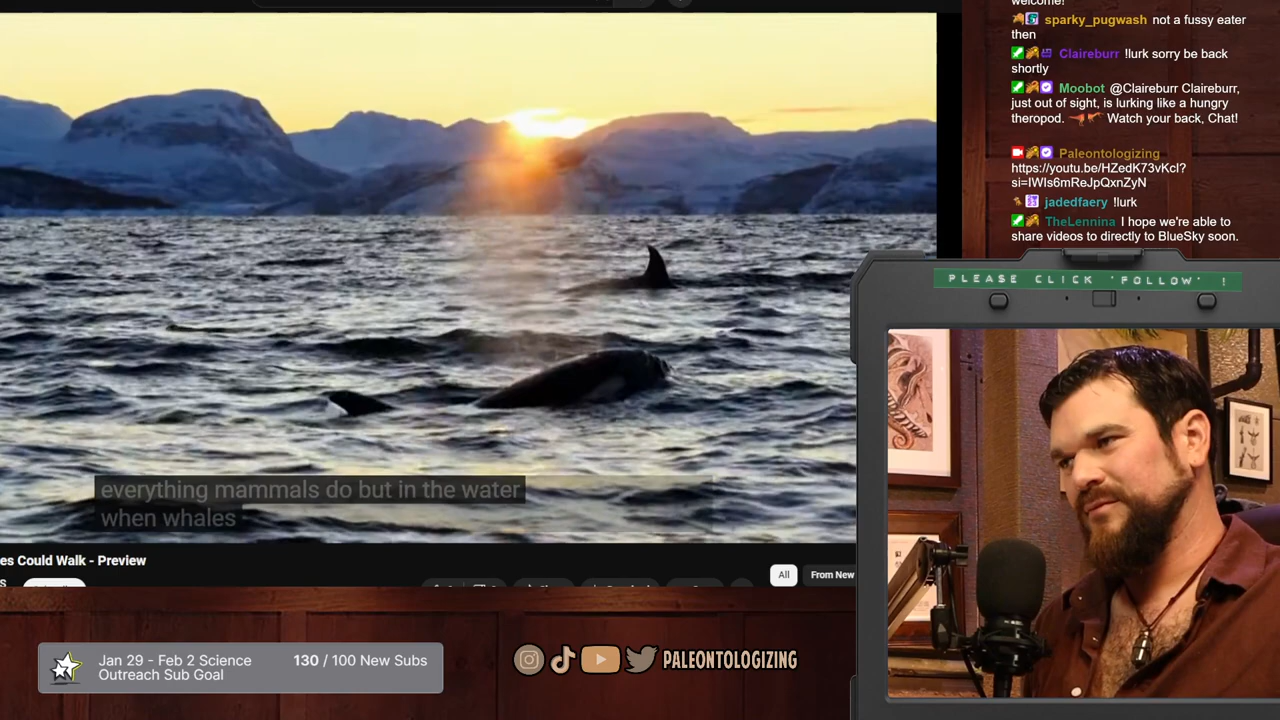 welcome!
sparky_pugwash not a fussy eater
then
Claireburr !lurk sorry be back
shortly
Moobot @Claireburr Claireburr,
just out of sight, is lurking like a hungry
theropod. Watch your back, Chat!
Paleontologizing
https://youtu.be/HZedK73vKcI?
si=IWIs6mReJpQxnZyN
jadedfaery !lurk
TheLennina I hope we're able to
share videos to directly to BlueSky soon.
PLEASE CLICK 'FOLLOW' !
everything mammals do but in the water
when whales
es Could Walk - Preview
All
From New
Jan 29 - Feb 2 Science
Outreach Sub Goal
130 / 100 New Subs
PALEONTOLOGIZING